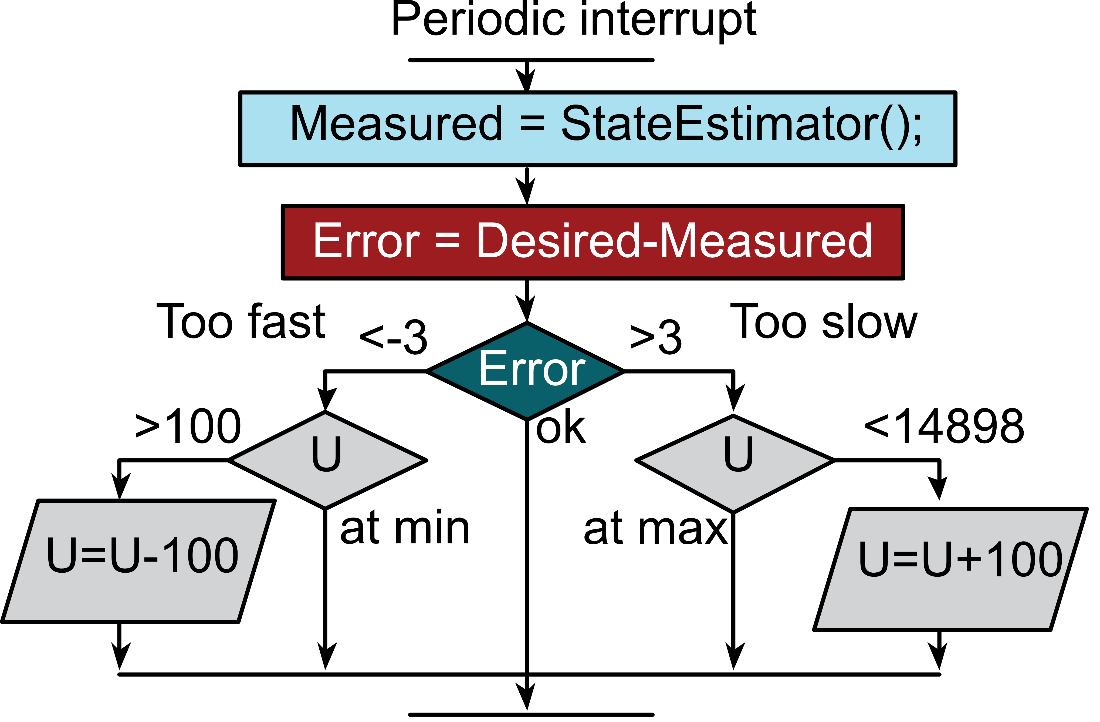 Periodic interrupt
Measured = StateEstimator();
Error = Desired-Measured
Too fast
<-3
Error
>3
Too slow
>100
U
ok
U
<14898
U=U-100
at min
at max
U=U+100